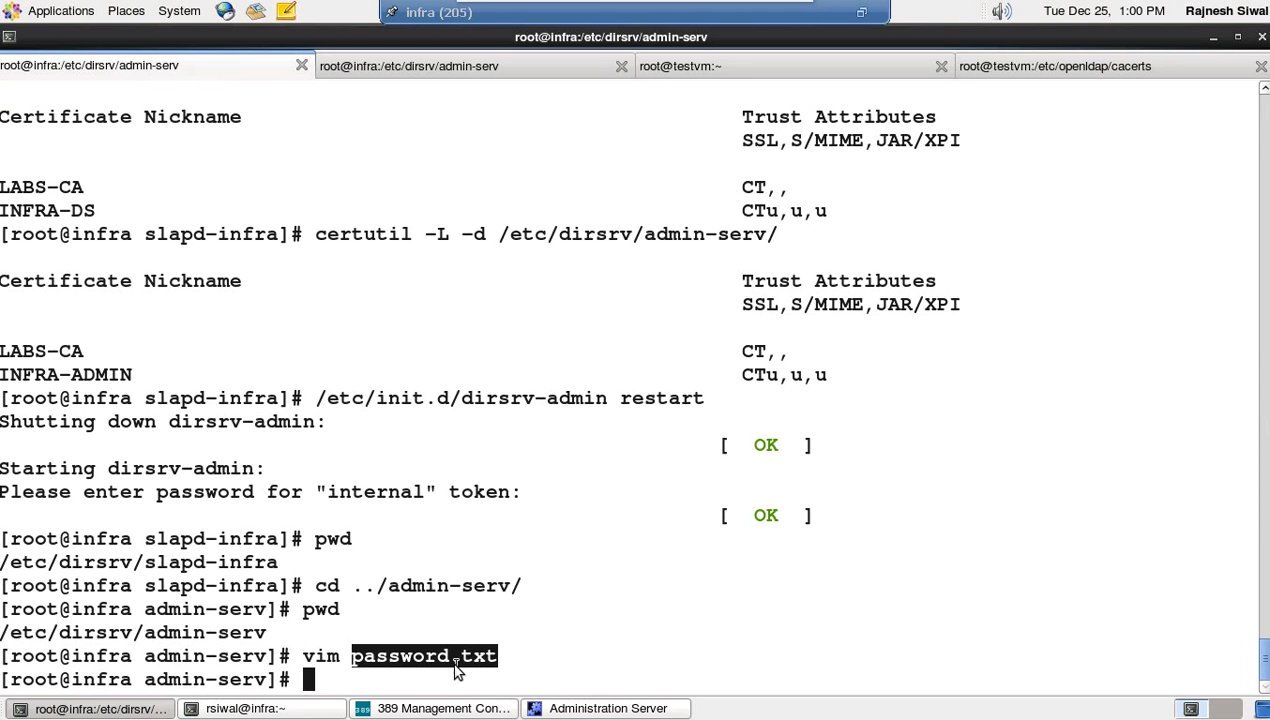 Applications Places System infra (205) Tue Dec 25, 1:00 PM Rajnesh Siwal
root@infra:/etc/dirsrv/admin-serv
root@infra:/etc/dirsrv/admin-serv root@infra:/etc/dirsrv/admin-serv root@testvm:~ root@testvm:/etc/openldap/cacerts
Certificate Nickname Trust Attributes
SSL,S/MIME,JAR/XPI
LABS-CA CT,,
INFRA-DS CTu,u,u
[root@infra slapd-infra]# certutil -L -d /etc/dirsrv/admin-serv/
Certificate Nickname Trust Attributes
SSL,S/MIME,JAR/XPI
LABS-CA CT,,
INFRA-ADMIN CTu,u,u
[root@infra slapd-infra]# /etc/init.d/dirsrv-admin restart
Shutting down dirsrv-admin:
[ OK ]
Starting dirsrv-admin:
Please enter password for "internal" token:
[ OK ]
[root@infra slapd-infra]# pwd
/etc/dirsrv/slapd-infra
[root@infra slapd-infra]# cd ../admin-serv/
[root@infra admin-serv]# pwd
/etc/dirsrv/admin-serv
[root@infra admin-serv]# vim password.txt
[root@infra admin-serv]#
root@infra:/etc/dirsrv/... rsiwal@infra:~ 389 Management Con... Administration Server